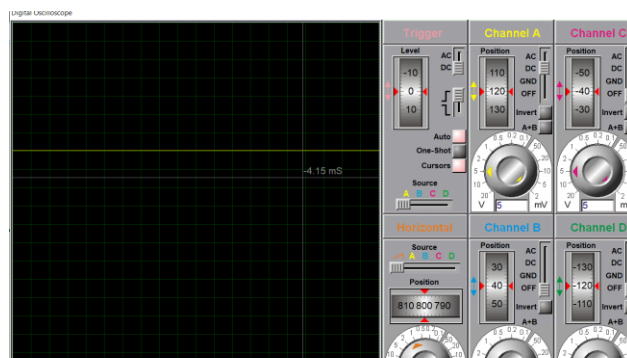 Digital Oscilloscope
-4.15 mS
Trigger
Level
-10
0
10
AC
DC
Auto
One-Shot
Cursors
Source
A B C D
Channel A
Position
110
120
130
AC
DC
GND
OFF
Invert
A+B
5
V
5
mV
Channel C
Position
-50
-40
-30
AC
DC
GND
OFF
Invert
A+B
5
V
5
mV
Horizontal
Source
A B C D
Position
810 800 790
Channel B
Position
30
40
50
AC
DC
GND
OFF
Invert
A+B
Channel D
Position
-130
-120
-110
AC
DC
GND
OFF
Invert
A+B